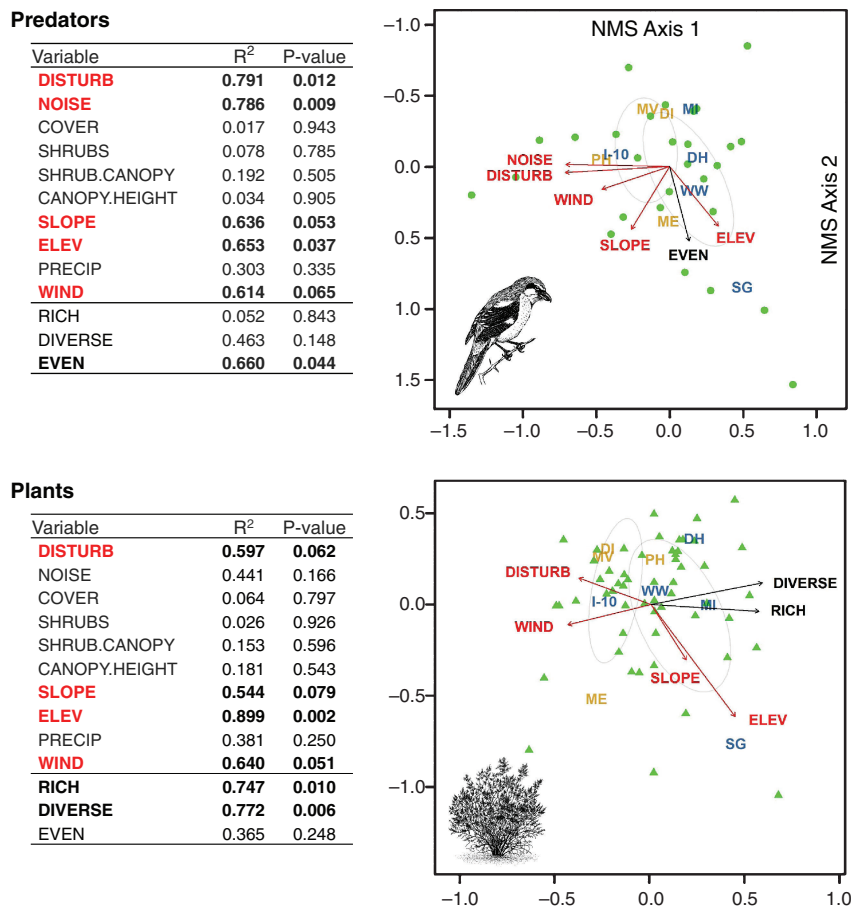 Predators
Variable R² P-value
DISTURB 0.791 0.012
NOISE 0.786 0.009
COVER 0.017 0.943
SHRUBS 0.078 0.785
SHRUB.CANOPY 0.192 0.505
CANOPY.HEIGHT 0.034 0.905
SLOPE 0.636 0.053
ELEV 0.653 0.037
PRECIP 0.303 0.335
WIND 0.614 0.065
RICH 0.052 0.843
DIVERSE 0.463 0.148
EVEN 0.660 0.044
NMS Axis 1
NMS Axis 2
−1.0
−0.5
0.0
0.5
1.0
1.5
MV
DI
MI
I-10
PH
DH
NOISE
DISTURB
WIND
WW
ME
SLOPE
EVEN
ELEV
SG
−1.5 −1.0 −0.5 0.0 0.5 1.0
Plants
Variable R² P-value
DISTURB 0.597 0.062
NOISE 0.441 0.166
COVER 0.064 0.797
SHRUBS 0.026 0.926
SHRUB.CANOPY 0.153 0.596
CANOPY.HEIGHT 0.181 0.543
SLOPE 0.544 0.079
ELEV 0.899 0.002
PRECIP 0.381 0.250
WIND 0.640 0.051
RICH 0.747 0.010
DIVERSE 0.772 0.006
EVEN 0.365 0.248
0.5
0.0
−0.5
−1.0
DH
DI
MV
PH
DISTURB
WW
DIVERSE
I-10
MI
RICH
WIND
SLOPE
ME
ELEV
SG
−1.0 −0.5 0.0 0.5 1.0